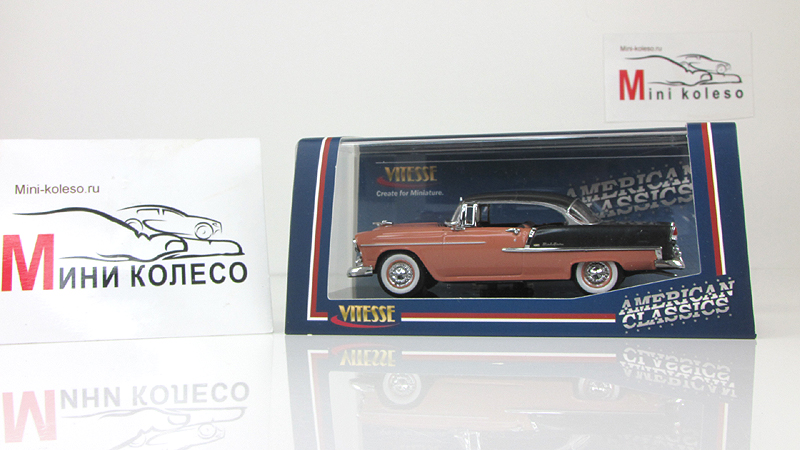 Mini-koleso.ru
Mini koleso
Mini-koleso.ru
Мини колесо
VITESSE
Create for Miniature.
AMERICAN
CLASSICS
VITESSE
AMERICAN
CLASSICS